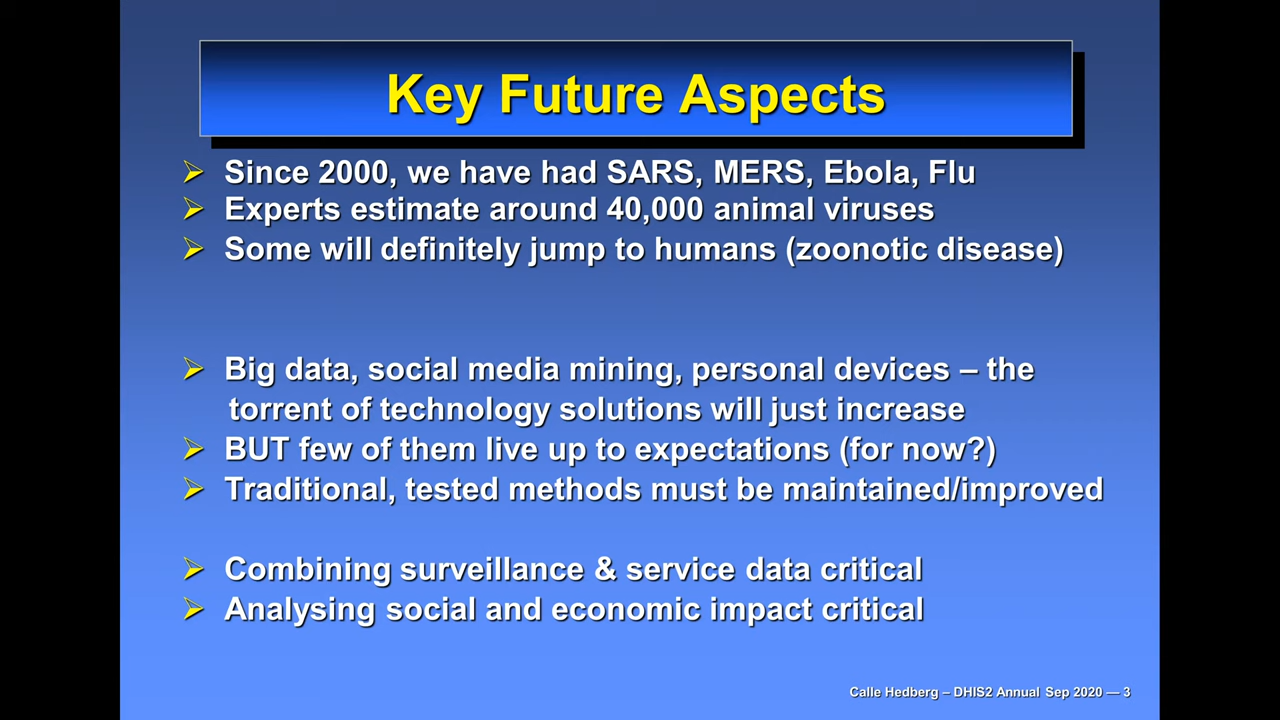 Key Future Aspects
➢ Since 2000, we have had SARS, MERS, Ebola, Flu
➢ Experts estimate around 40,000 animal viruses
➢ Some will definitely jump to humans (zoonotic disease)
➢ Big data, social media mining, personal devices – the
torrent of technology solutions will just increase
➢ BUT few of them live up to expectations (for now?)
➢ Traditional, tested methods must be maintained/improved
➢ Combining surveillance & service data critical
➢ Analysing social and economic impact critical
Calle Hedberg – DHIS2 Annual Sep 2020 — 3